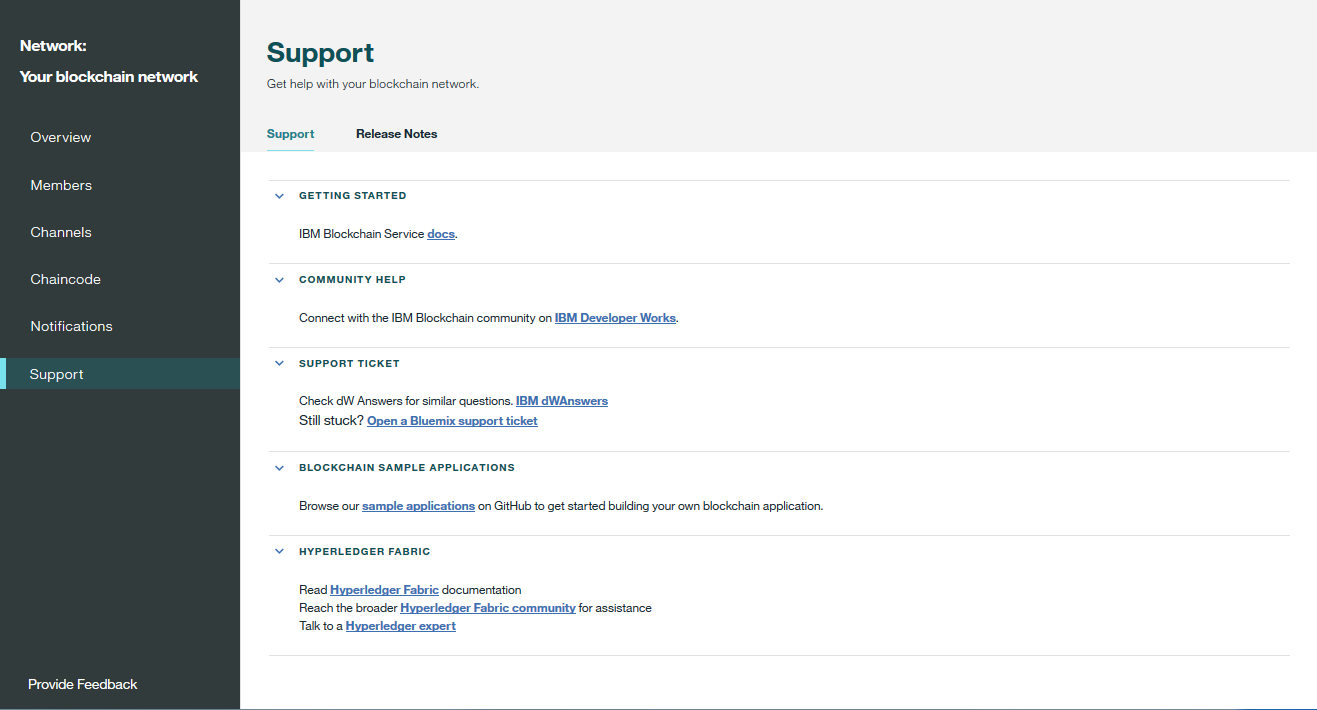 Network:
Your blockchain network
Overview
Members
Channels
Chaincode
Notifications
Support
Provide Feedback
Support
Get help with your blockchain network.
Support
Release Notes
GETTING STARTED
IBM Blockchain Service docs.
COMMUNITY HELP
Connect with the IBM Blockchain community on IBM Developer Works.
SUPPORT TICKET
Check dW Answers for similar questions. IBM dWAnswers
Still stuck? Open a Bluemix support ticket
BLOCKCHAIN SAMPLE APPLICATIONS
Browse our sample applications on GitHub to get started building your own blockchain application.
HYPERLEDGER FABRIC
Read Hyperledger Fabric documentation
Reach the broader Hyperledger Fabric community for assistance
Talk to a Hyperledger expert